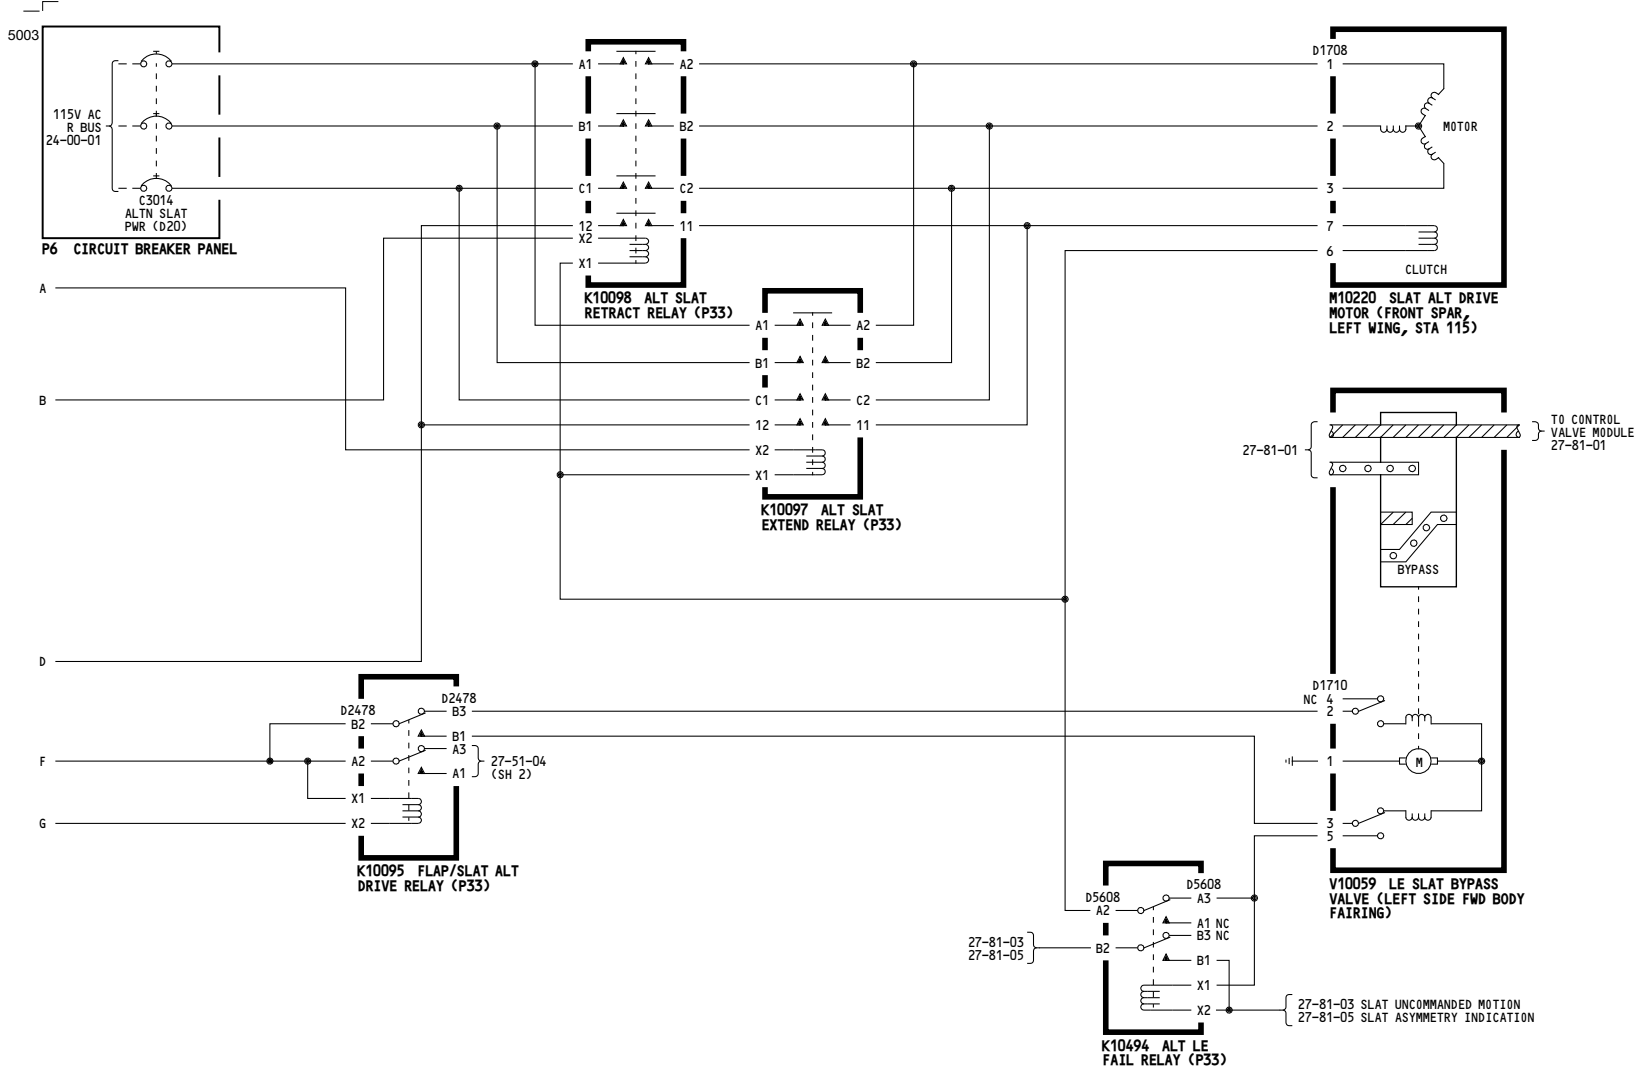 5003
115V AC
R BUS
24-00-01
C3014
ALTN SLAT
PWR (D20)
P6 CIRCUIT BREAKER PANEL
A
B
D
F
G
A1
A2
B1
B2
C1
C2
12
11
X2
X1
K10098 ALT SLAT
RETRACT RELAY (P33)
A1
A2
B1
B2
C1
C2
12
11
X2
X1
K10097 ALT SLAT
EXTEND RELAY (P33)
D1708
1
2
3
7
6
MOTOR
CLUTCH
M10220 SLAT ALT DRIVE
MOTOR (FRONT SPAR,
LEFT WING, STA 115)
27-81-01
TO CONTROL
VALVE MODULE
27-81-01
BYPASS
D1710
NC 4
2
1
M
3
5
V10059 LE SLAT BYPASS
VALVE (LEFT SIDE FWD BODY
FAIRING)
D2478
D2478
B2
B3
B1
A2
A3
A1
27-51-04
(SH 2)
X1
X2
K10095 FLAP/SLAT ALT
DRIVE RELAY (P33)
D5608
D5608
A2
A3
A1 NC
B3 NC
27-81-03
27-81-05
B2
B1
X1
X2
27-81-03 SLAT UNCOMMANDED MOTION
27-81-05 SLAT ASYMMETRY INDICATION
K10494 ALT LE
FAIL RELAY (P33)